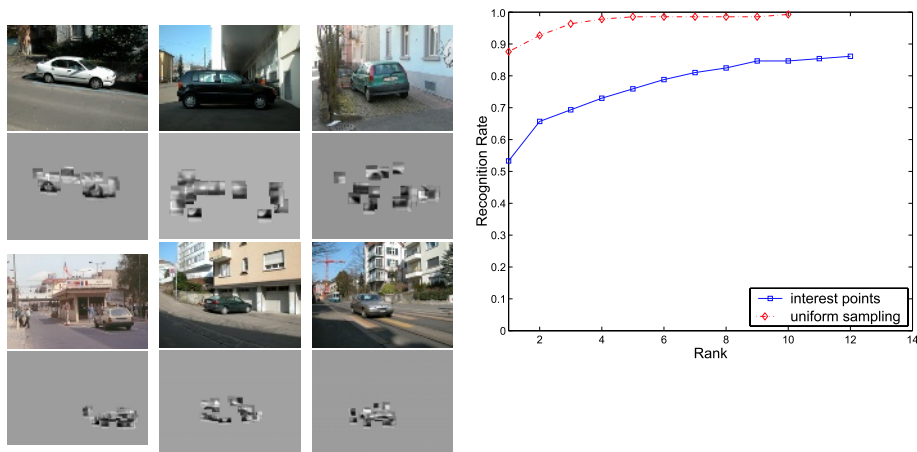 1.0
0.9
0.8
0.7
0.6
0.5
0.4
0.3
0.2
0.1
0
Recognition Rate
interest points
uniform sampling
2 4 6 8 10 12 14
Rank